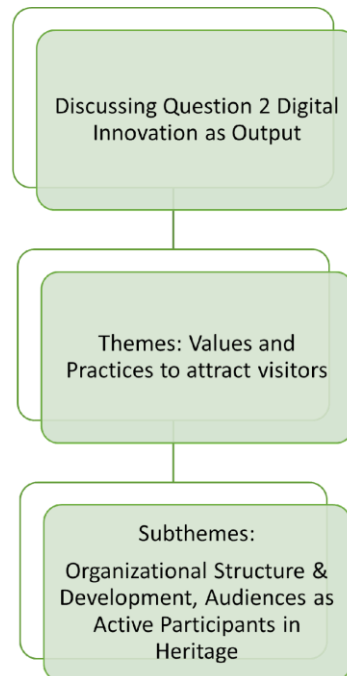 Discussing Question 2 Digital
Innovation as Output
Themes: Values and
Practices to attract visitors
Subthemes:
Organizational Structure &
Development, Audiences as
Active Participants in
Heritage